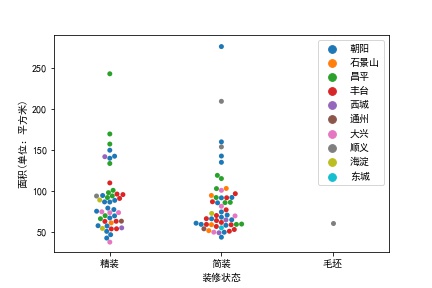 朝阳
石景山
昌平
丰台
西城
通州
大兴
顺义
海淀
东城
面积(单位: 平方米)
250
200
150
100
50
精装
简装
毛坯
装修状态